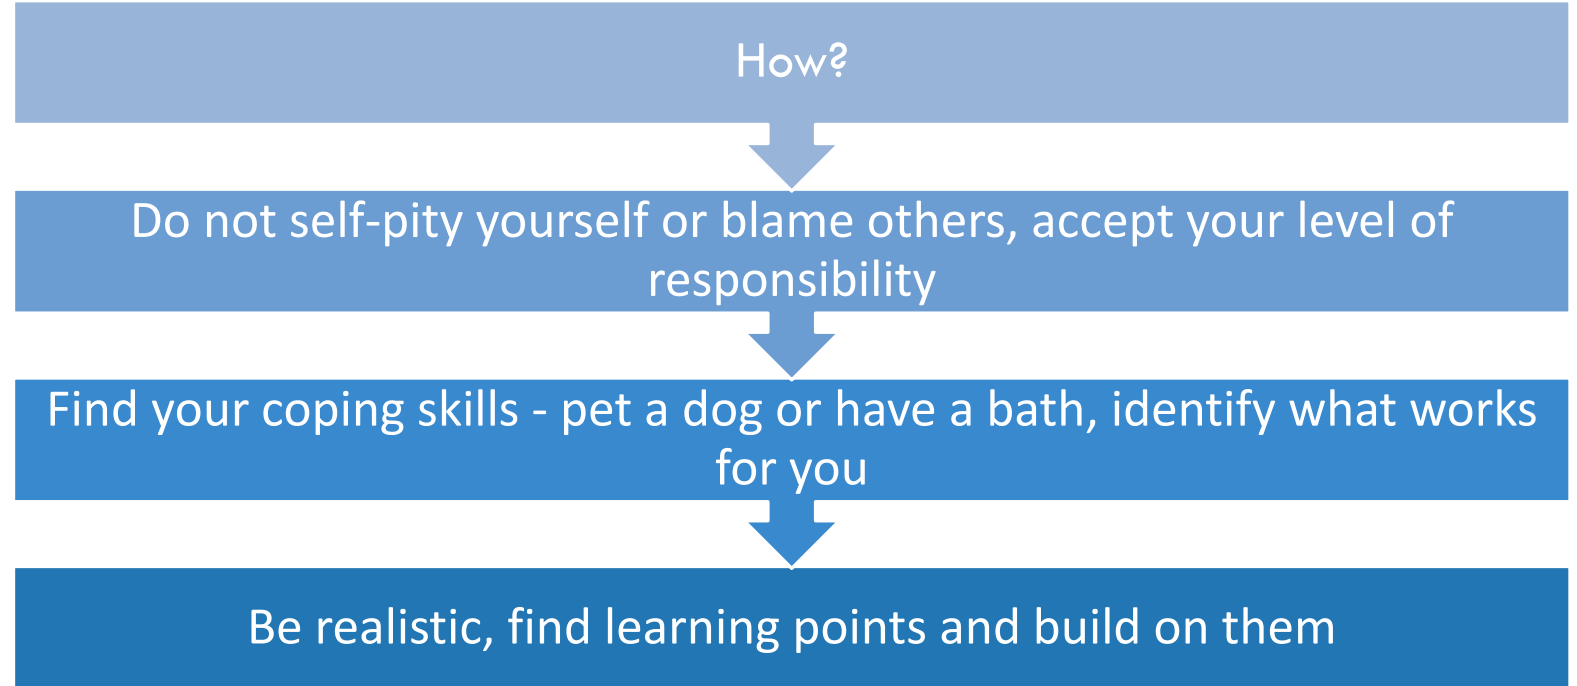 How?
Do not self-pity yourself or blame others, accept your level of
responsibility
Find your coping skills - pet a dog or have a bath, identify what works
for you
Be realistic, find learning points and build on them